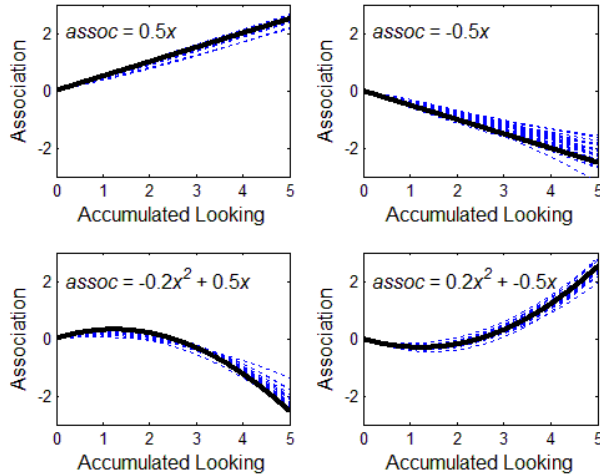 assoc = 0.5x
2
0
-2
Association
0 1 2 3 4 5
Accumulated Looking
assoc = -0.5x
2
0
-2
Association
0 1 2 3 4 5
Accumulated Looking
assoc = -0.2x² + 0.5x
2
0
-2
Association
0 1 2 3 4 5
Accumulated Looking
assoc = 0.2x² + -0.5x
2
0
-2
Association
0 1 2 3 4 5
Accumulated Looking